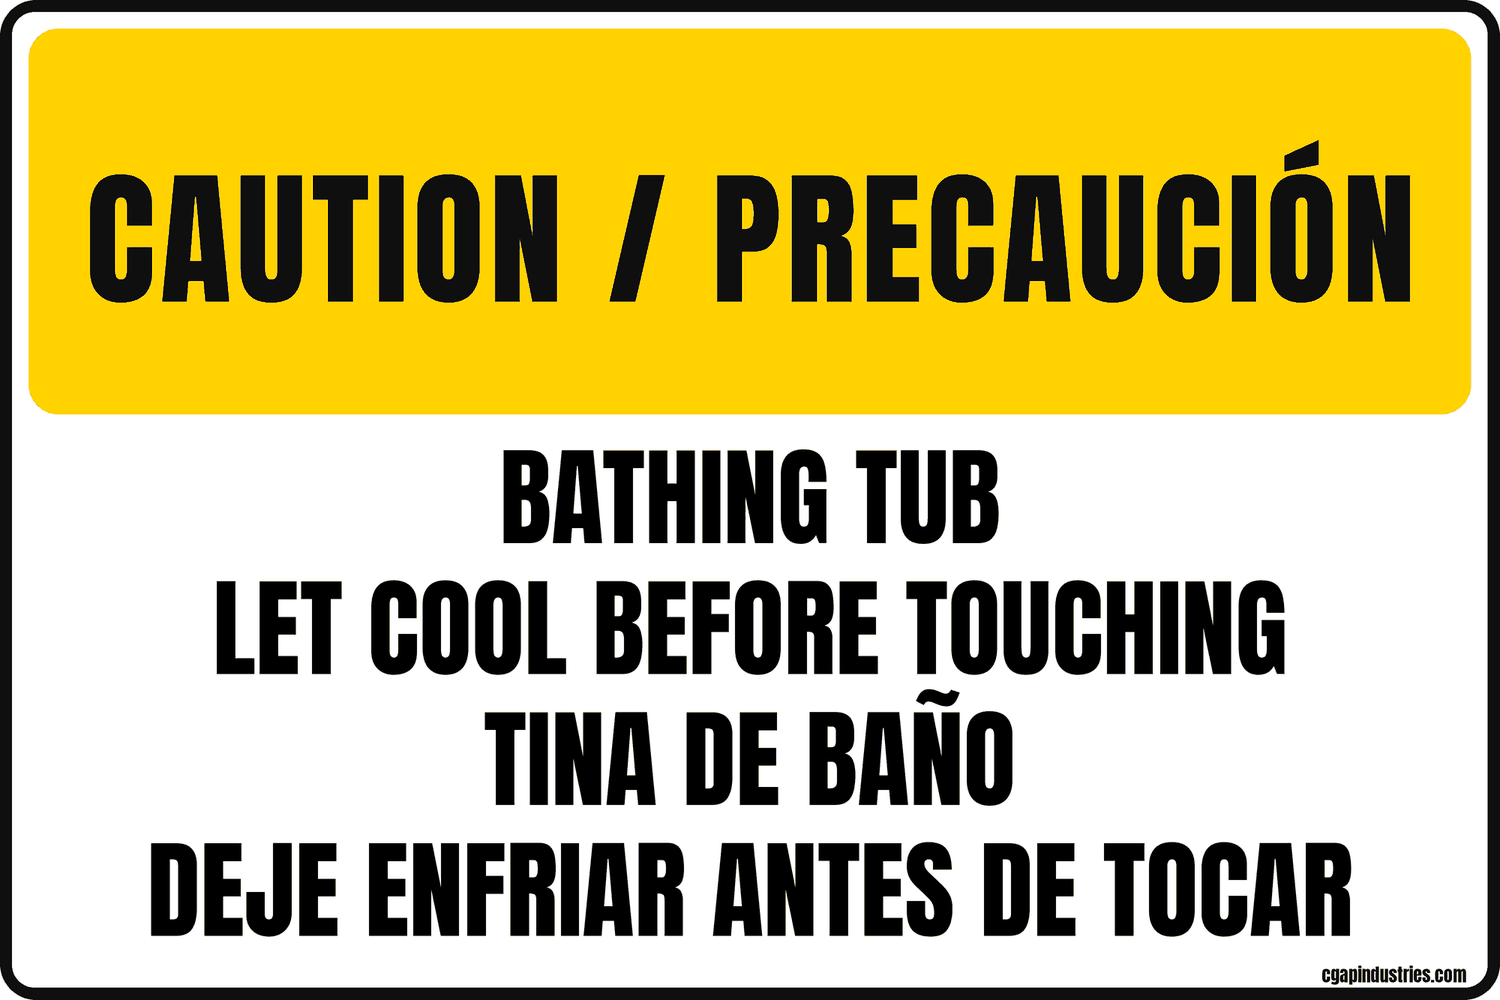 CAUTION / PRECAUCIÓN
BATHING TUB
LET COOL BEFORE TOUCHING
TINA DE BAÑO
DEJE ENFRIAR ANTES DE TOCAR
cgapindustries.com